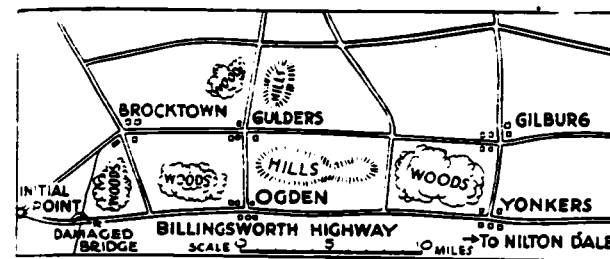 WOODS
HILLS
BROCKTOWN
GULDERS
GILBURG
WOODS
WOODS
HILLS
WOODS
INITIAL
POINT
OGDEN
YONKERS
DAMAGED
BRIDGE
BILLINGSWORTH HIGHWAY
SCALE 0 5 10 MILES
→TO NILTON DALE